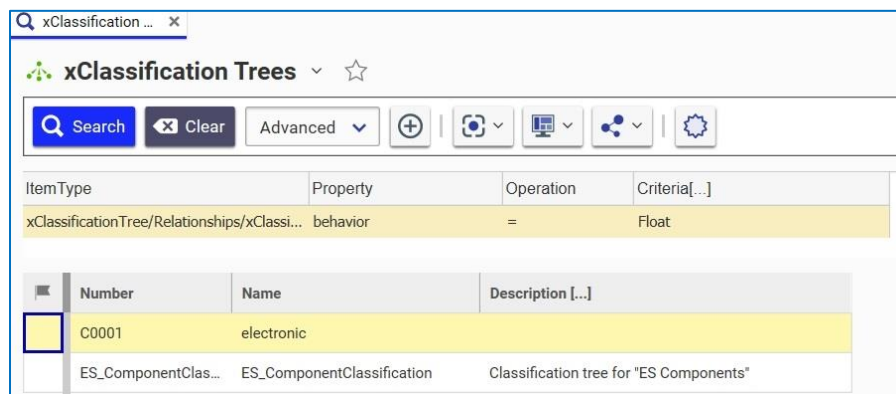 xClassification ... ×
xClassification Trees
Search Clear Advanced
ItemType Property Operation Criteria[...]
xClassificationTree/Relationships/xClassi... behavior = Float
Number Name Description [...]
C0001 electronic
ES_ComponentClas... ES_ComponentClassification Classification tree for "ES Components"